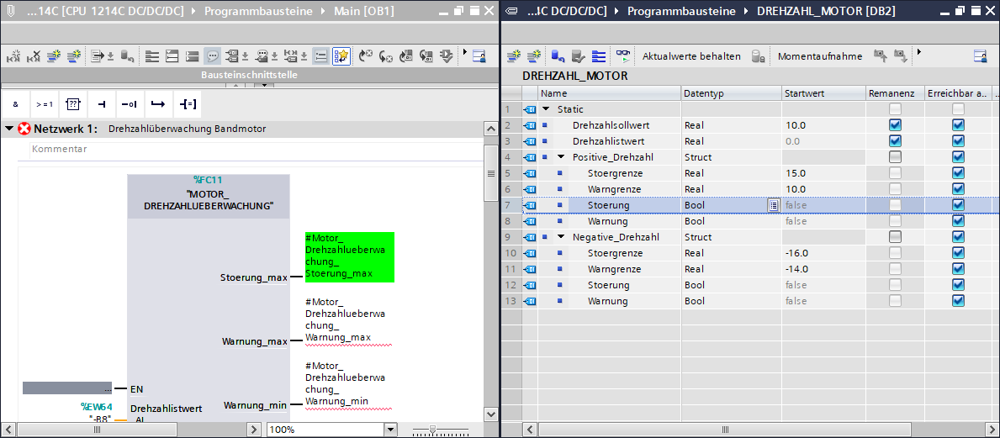 ...14C [CPU 1214C DC/DC/DC] Programmbausteine Main [OB1]
Bausteinschnittstelle
& >=1 ?? -o|
Netzwerk 1: Drehzahlüberwachung Bandmotor
Kommentar
%FC11
"MOTOR_
DREHZAHLUEBERWACHUNG"
#Motor_
Drehzahlueberwa
chung_
Stoerung_max
Stoerung_max
#Motor_
Drehzahlueberwa
chung_
Warnung_max
Warnung_max
#Motor_
Drehzahlueberwa
chung_
Warnung_min
Warnung_min
... EN
%EW64
"-B8"
Drehzahlistwert
_AI
100%
...4C DC/DC/DC] Programmbausteine DREHZAHL_MOTOR [DB2]
Aktualwerte behalten Momentaufnahme
DREHZAHL_MOTOR
Name Datentyp Startwert Remanenz Erreichbar a.. ...
1 Static
2 Drehzahlsollwert Real 10.0
3 Drehzahlistwert Real 0.0
4 Positive_Drehzahl Struct
5 Stoergrenze Real 15.0
6 Warngrenze Real 10.0
7 Stoerung Bool false
8 Warnung Bool false
9 Negative_Drehzahl Struct
10 Stoergrenze Real -16.0
11 Warngrenze Real -14.0
12 Stoerung Bool false
13 Warnung Bool false